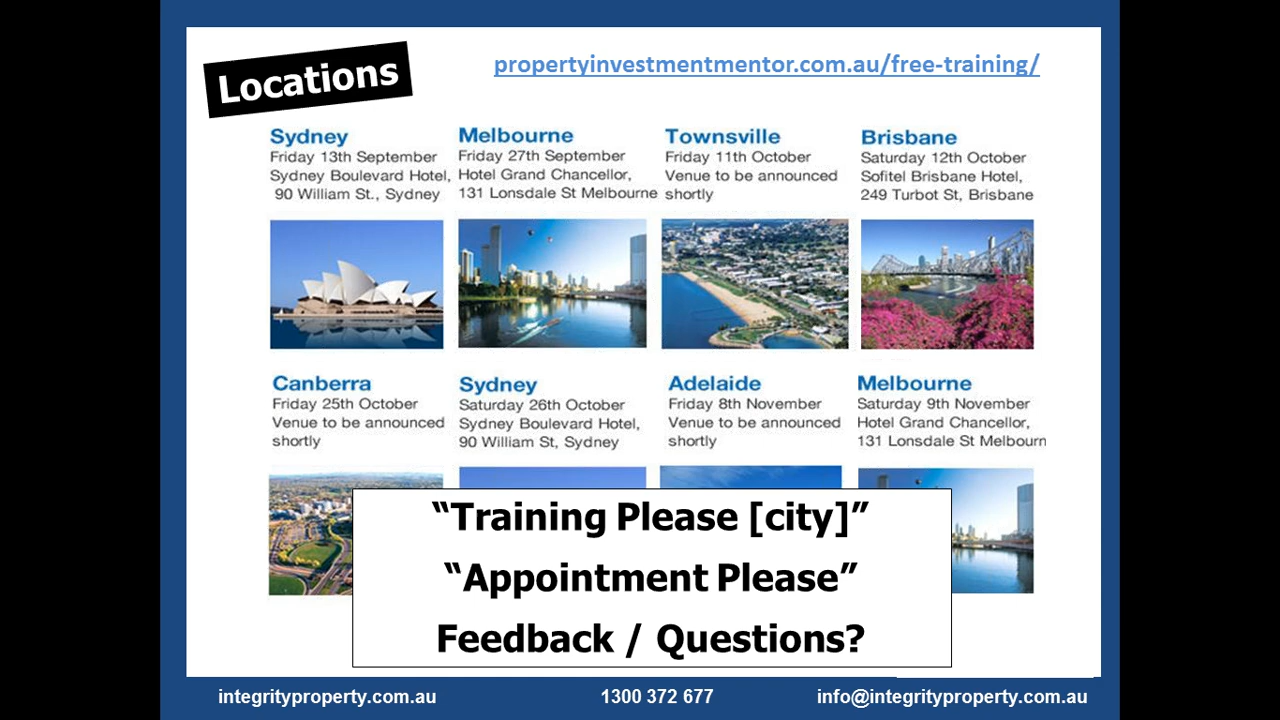 Locations
propertyinvestmentmentor.com.au/free-training/
Sydney
Friday 13th September
Sydney Boulevard Hotel,
90 William St., Sydney
Melbourne
Friday 27th September
Hotel Grand Chancellor,
131 Lonsdale St Melbourne
Townsville
Friday 11th October
Venue to be announced
shortly
Brisbane
Saturday 12th October
Sofitel Brisbane Hotel,
249 Turbot St, Brisbane
Canberra
Friday 25th October
Venue to be announced
shortly
Sydney
Saturday 26th October
Sydney Boulevard Hotel,
90 William St, Sydney
Adelaide
Friday 8th November
Venue to be announced
shortly
Melbourne
Saturday 9th November
Hotel Grand Chancellor,
131 Lonsdale St Melbourn
“Training Please [city]”
“Appointment Please”
Feedback / Questions?
integrityproperty.com.au
1300 372 677
info@integrityproperty.com.au